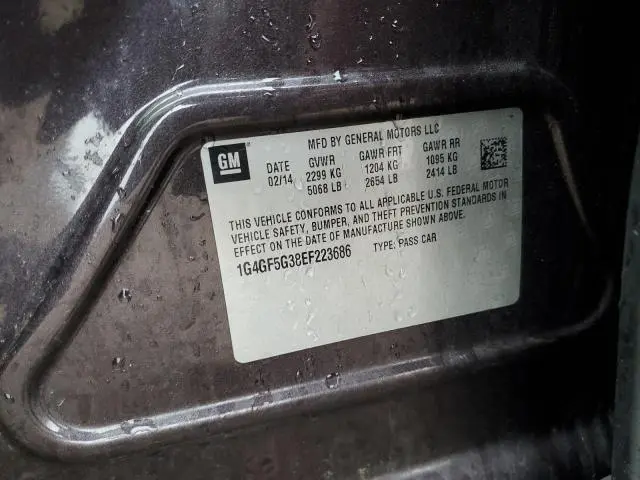 GM
MFD BY GENERAL MOTORS LLC
DATE GVWR GAWR FRT GAWR RR
02/14 2299 KG 1204 KG 1095 KG
5068 LB 2654 LB 2414 LB
THIS VEHICLE CONFORMS TO ALL APPLICABLE U.S. FEDERAL MOTOR
VEHICLE SAFETY, BUMPER, AND THEFT PREVENTION STANDARDS IN
EFFECT ON THE DATE OF MANUFACTURE SHOWN ABOVE.
1G4GF5G38EF223686 TYPE: PASS CAR